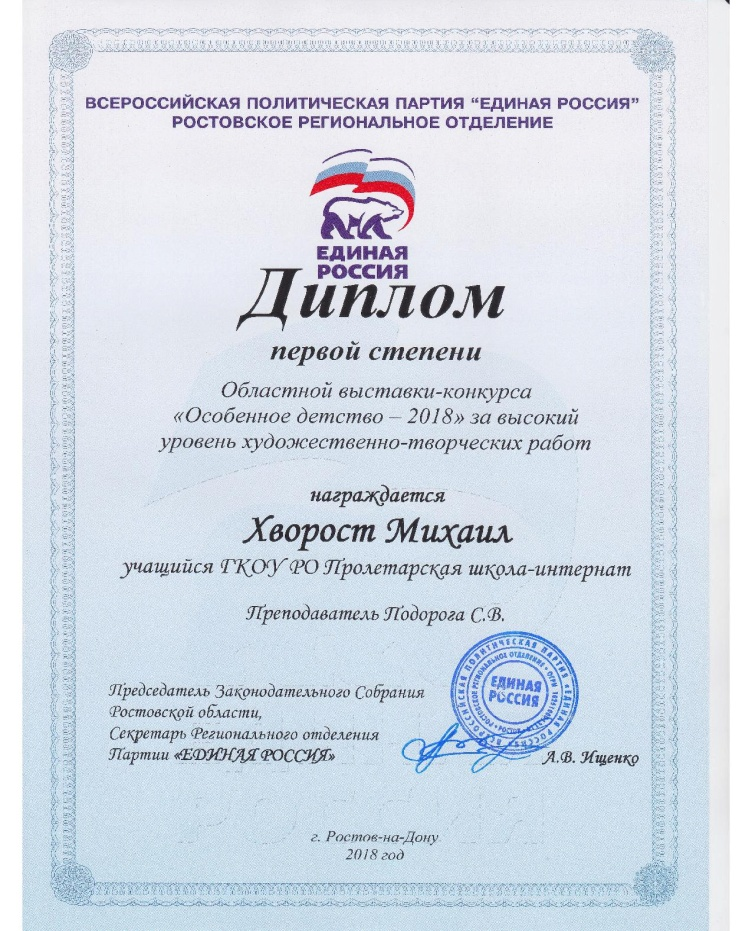 ВСЕРОССИЙСКАЯ ПОЛИТИЧЕСКАЯ ПАРТИЯ "ЕДИНАЯ РОССИЯ"
РОСТОВСКОЕ РЕГИОНАЛЬНОЕ ОТДЕЛЕНИЕ
ЕДИНАЯ
РОССИЯ
Диплом
первой степени
Областной выставки-конкурса
«Особенное детство – 2018» за высокий
уровень художественно-творческих работ
награждается
Хворост Михаил
учащийся ГКОУ РО Пролетарская школа-интернат
Преподаватель Подорога С.В.
ВСЕРОССИЙСКАЯ ПОЛИТИЧЕСКАЯ ПАРТИЯ "ЕДИНАЯ РОССИЯ"
РОСТОВСКОЕ РЕГИОНАЛЬНОЕ ОТДЕЛЕНИЕ
ЕДИНАЯ
РОССИЯ
Председатель Законодательного Собрания
Ростовской области,
Секретарь Регионального отделения
Партии «ЕДИНАЯ РОССИЯ»
А.В. Ищенко
г. Ростов-на-Дону
2018 год